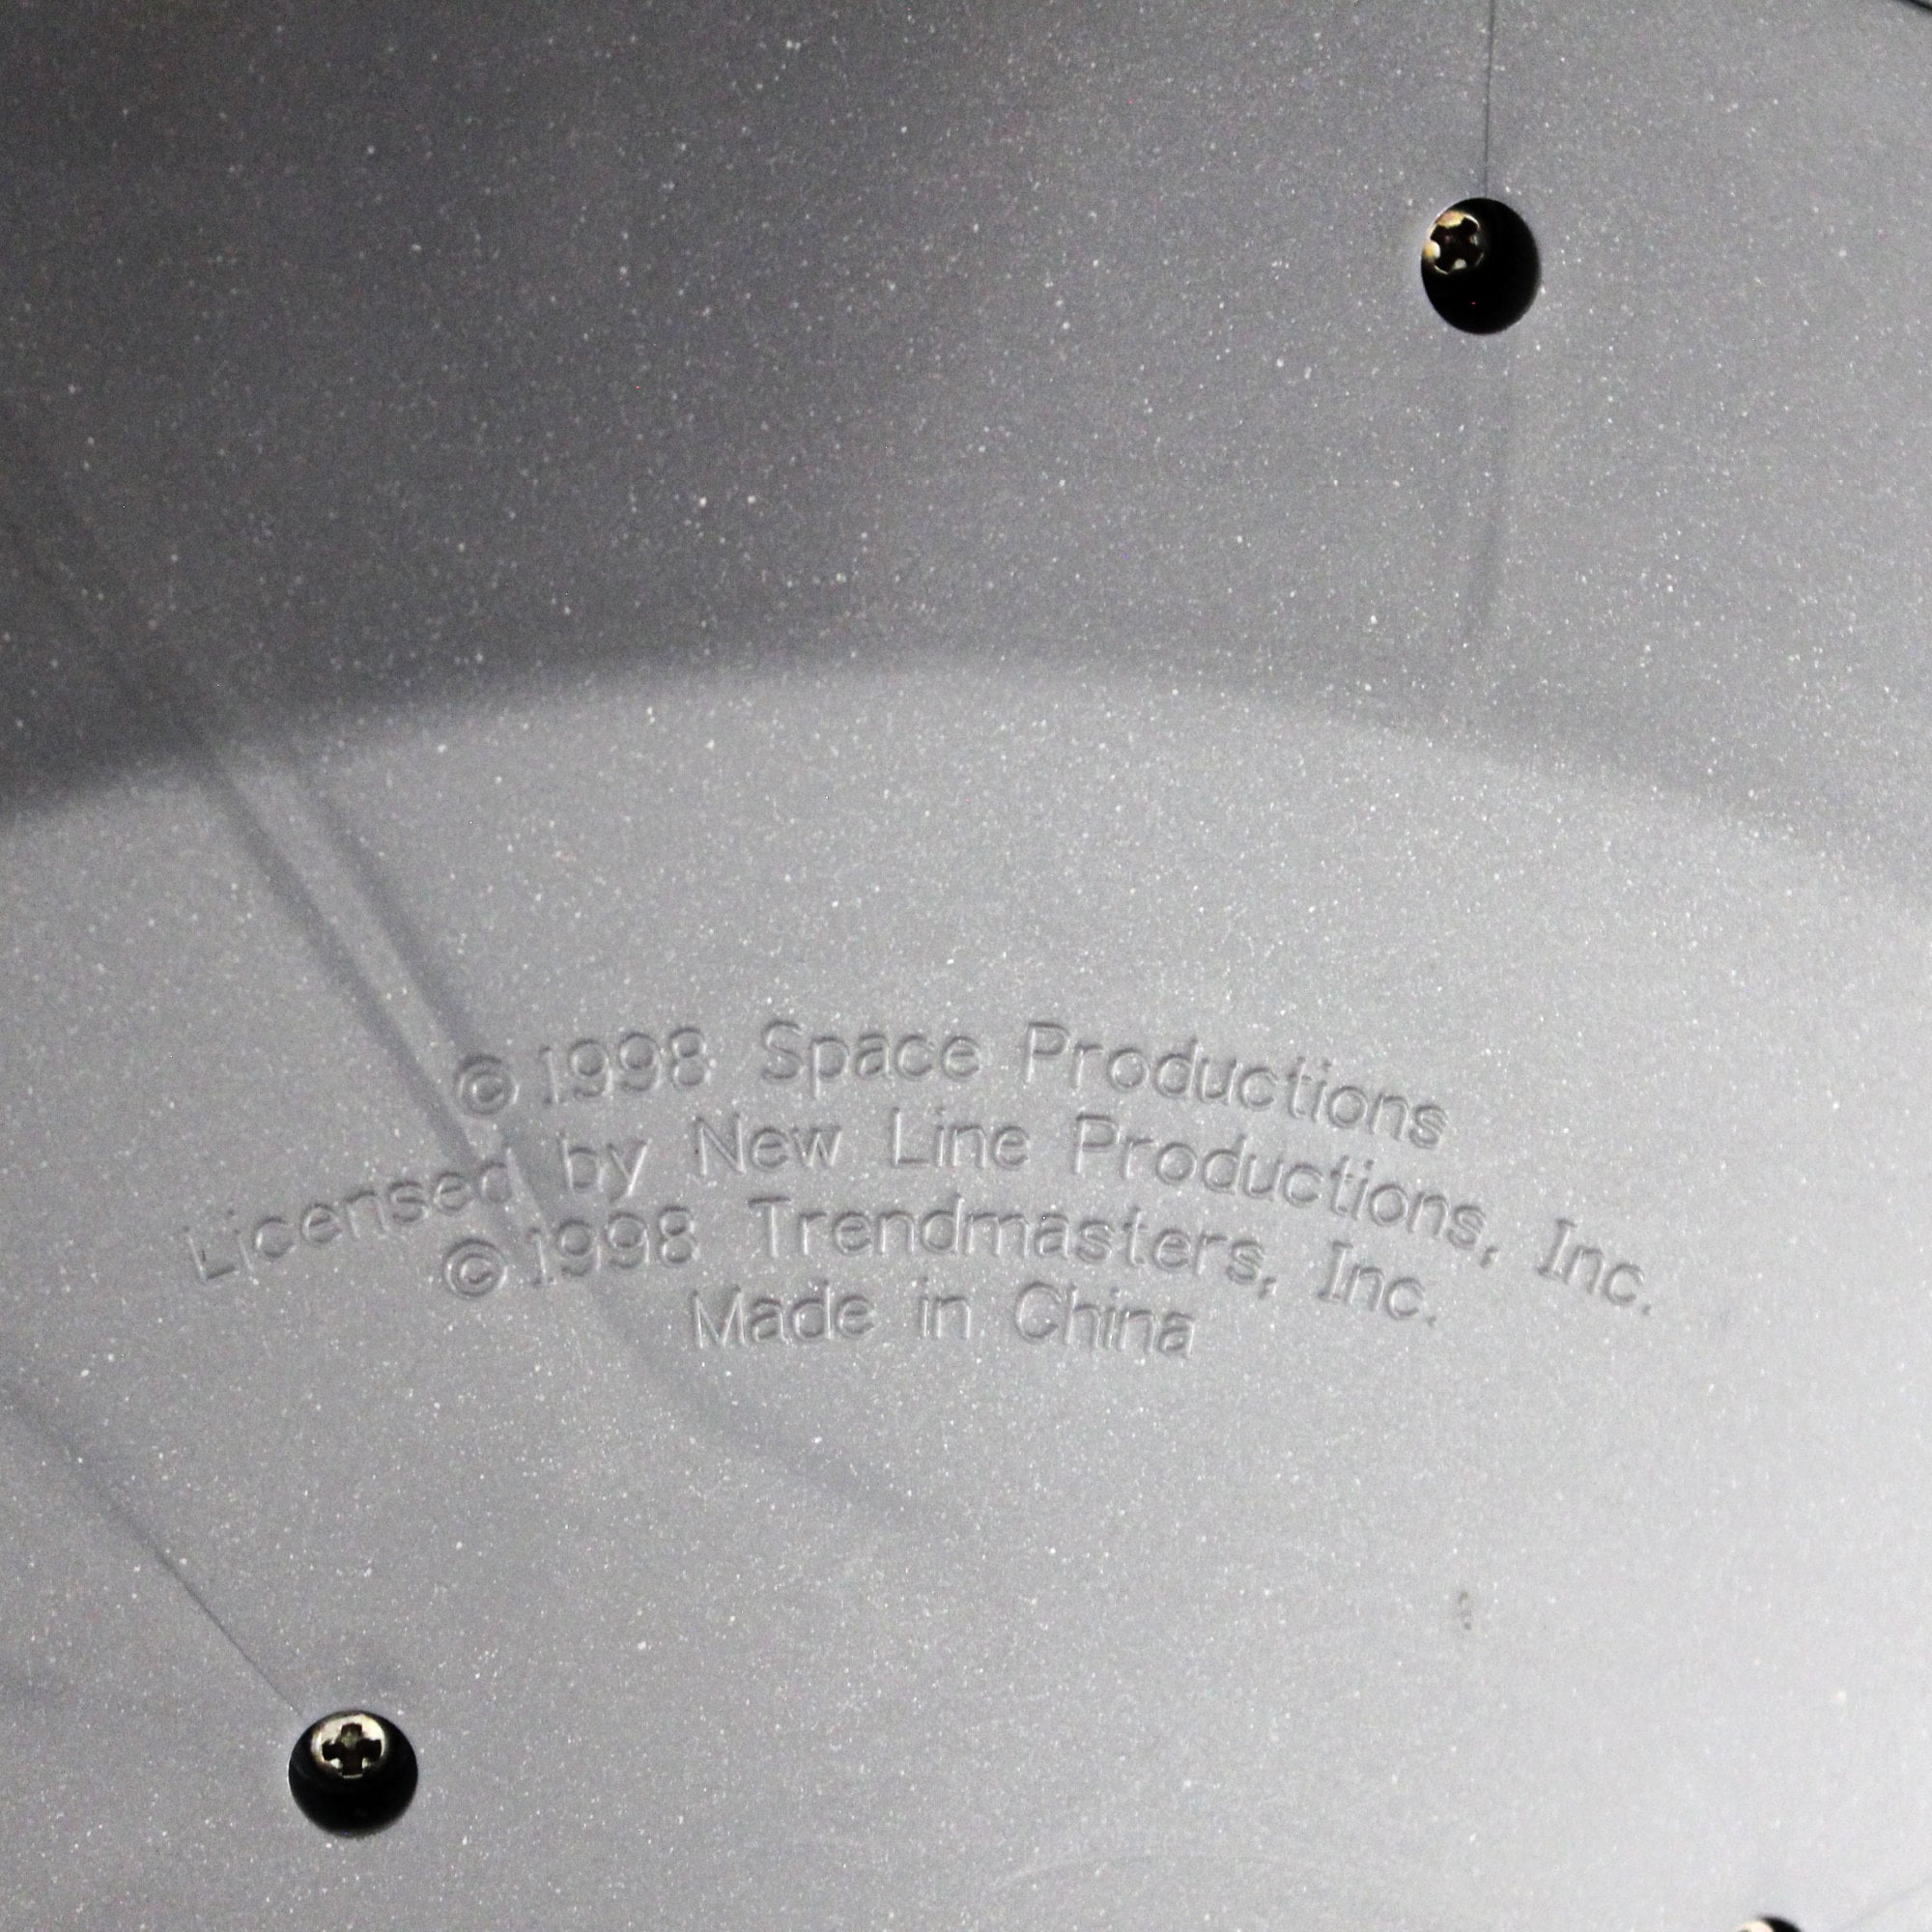 © 1998 Space Productions
Licensed by New Line Productions, Inc.
© 1998 Trendmasters, Inc.
Made in China